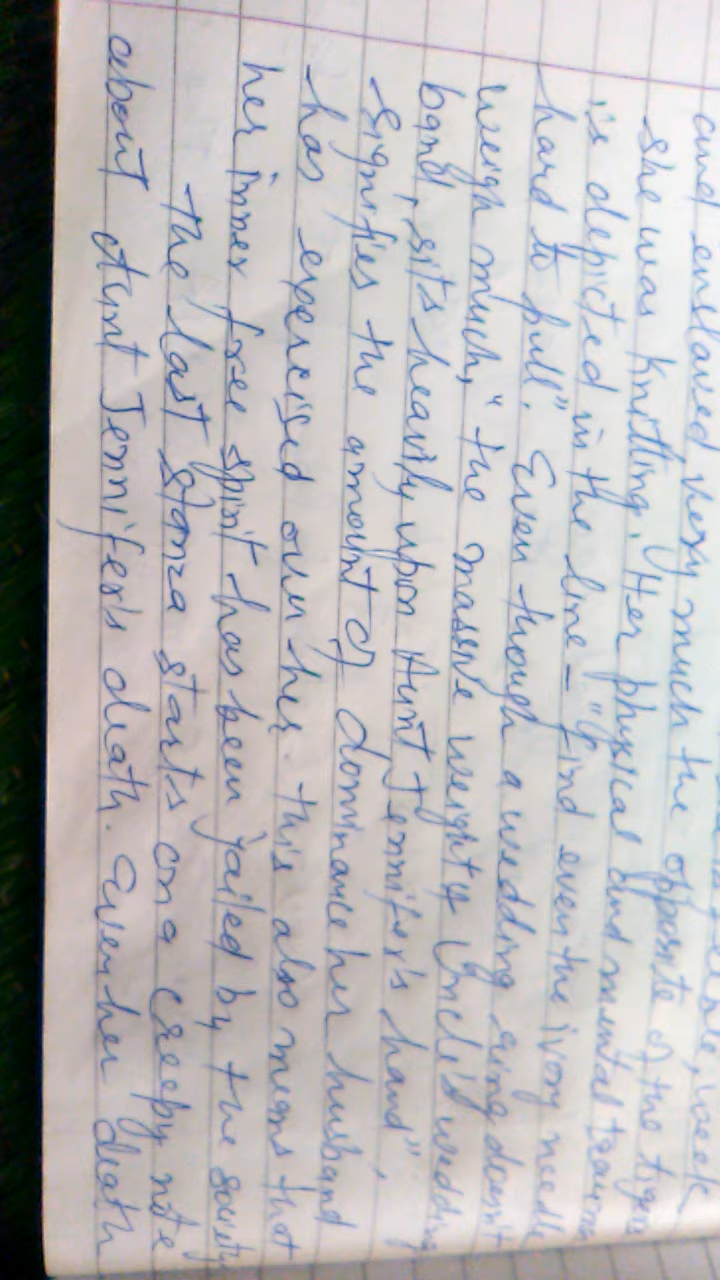 and enslaved, very much the opposite of the tigers
she was knitting. Her physical and mental trauma
is depicted in the line - "find even the ivory needle
hard to pull". Even though a wedding ring doesn't
weigh much, "the massive weight of Uncle's wedding
band, sits heavily upon Aunt Jennifer's hand",
signifies the amount of dominance her husband
has exercised over her. This also means that
her inner free spirit has been jailed by the society
The last stanza starts on a creepy note
about Aunt Jennifer's death. Even her death